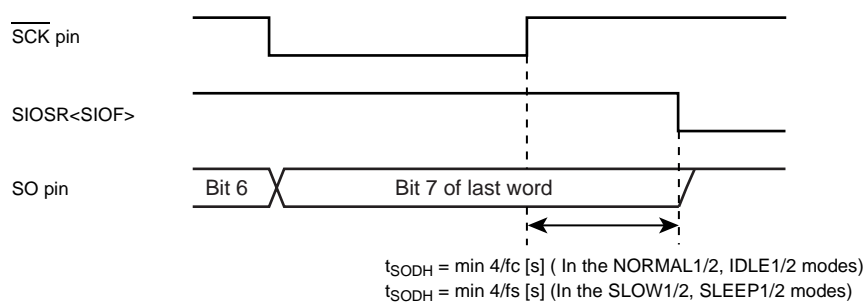 SCK pin
SIOSR<SIOF>
SO pin
Bit 6
Bit 7 of last word
tSODH = min 4/fc [s] ( In the NORMAL1/2, IDLE1/2 modes)
tSODH = min 4/fs [s] (In the SLOW1/2, SLEEP1/2 modes)